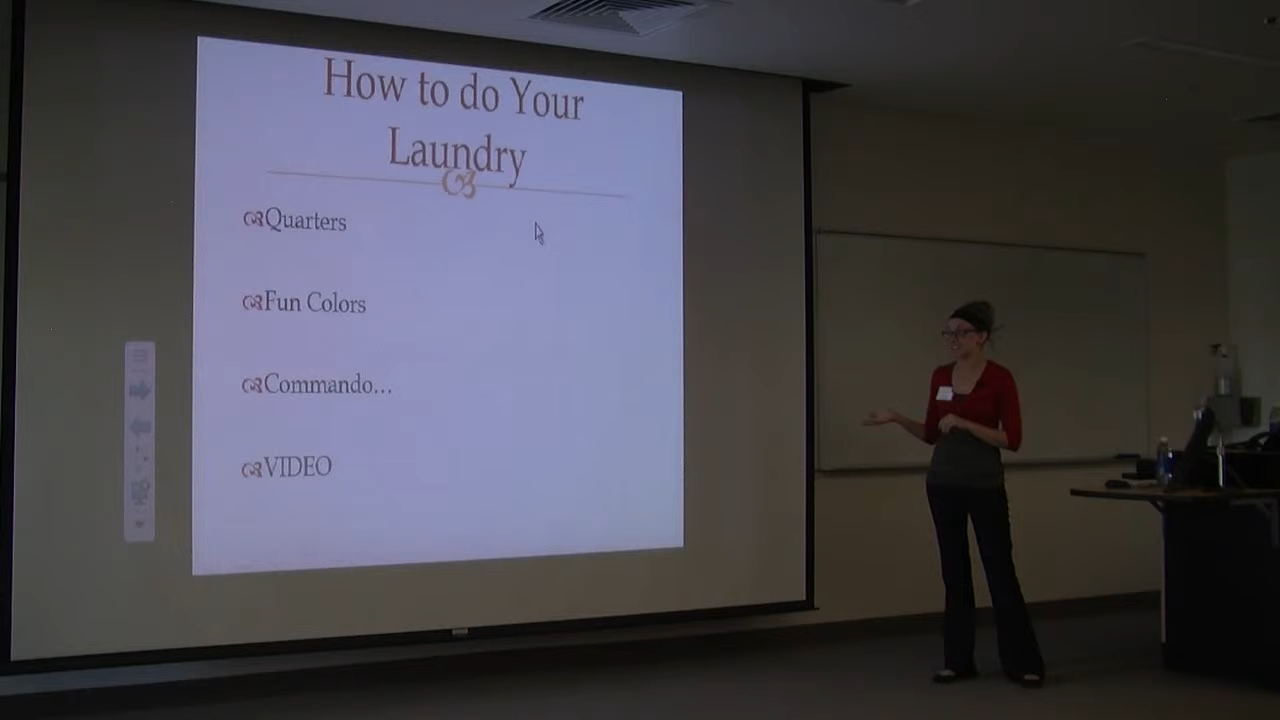 How to do Your
Laundry
Quarters
Fun Colors
Commando...
VIDEO